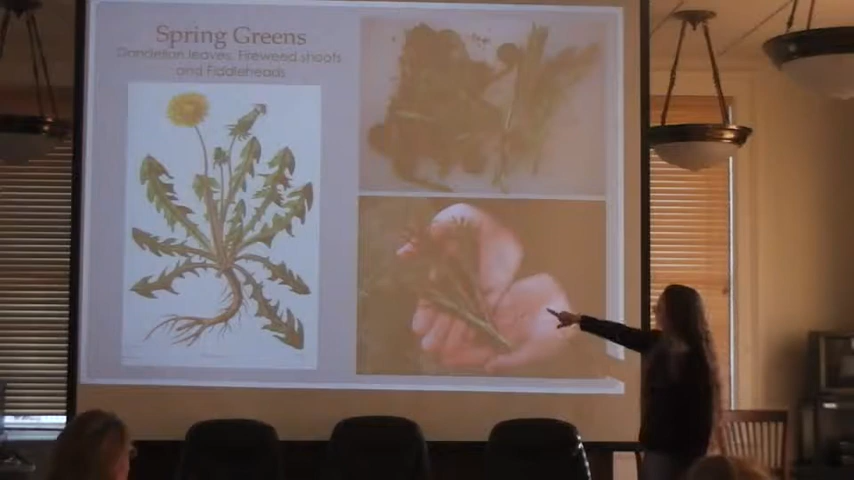 Spring Greens
Dandelion leaves, Fireweed shoots
and Fiddleheads